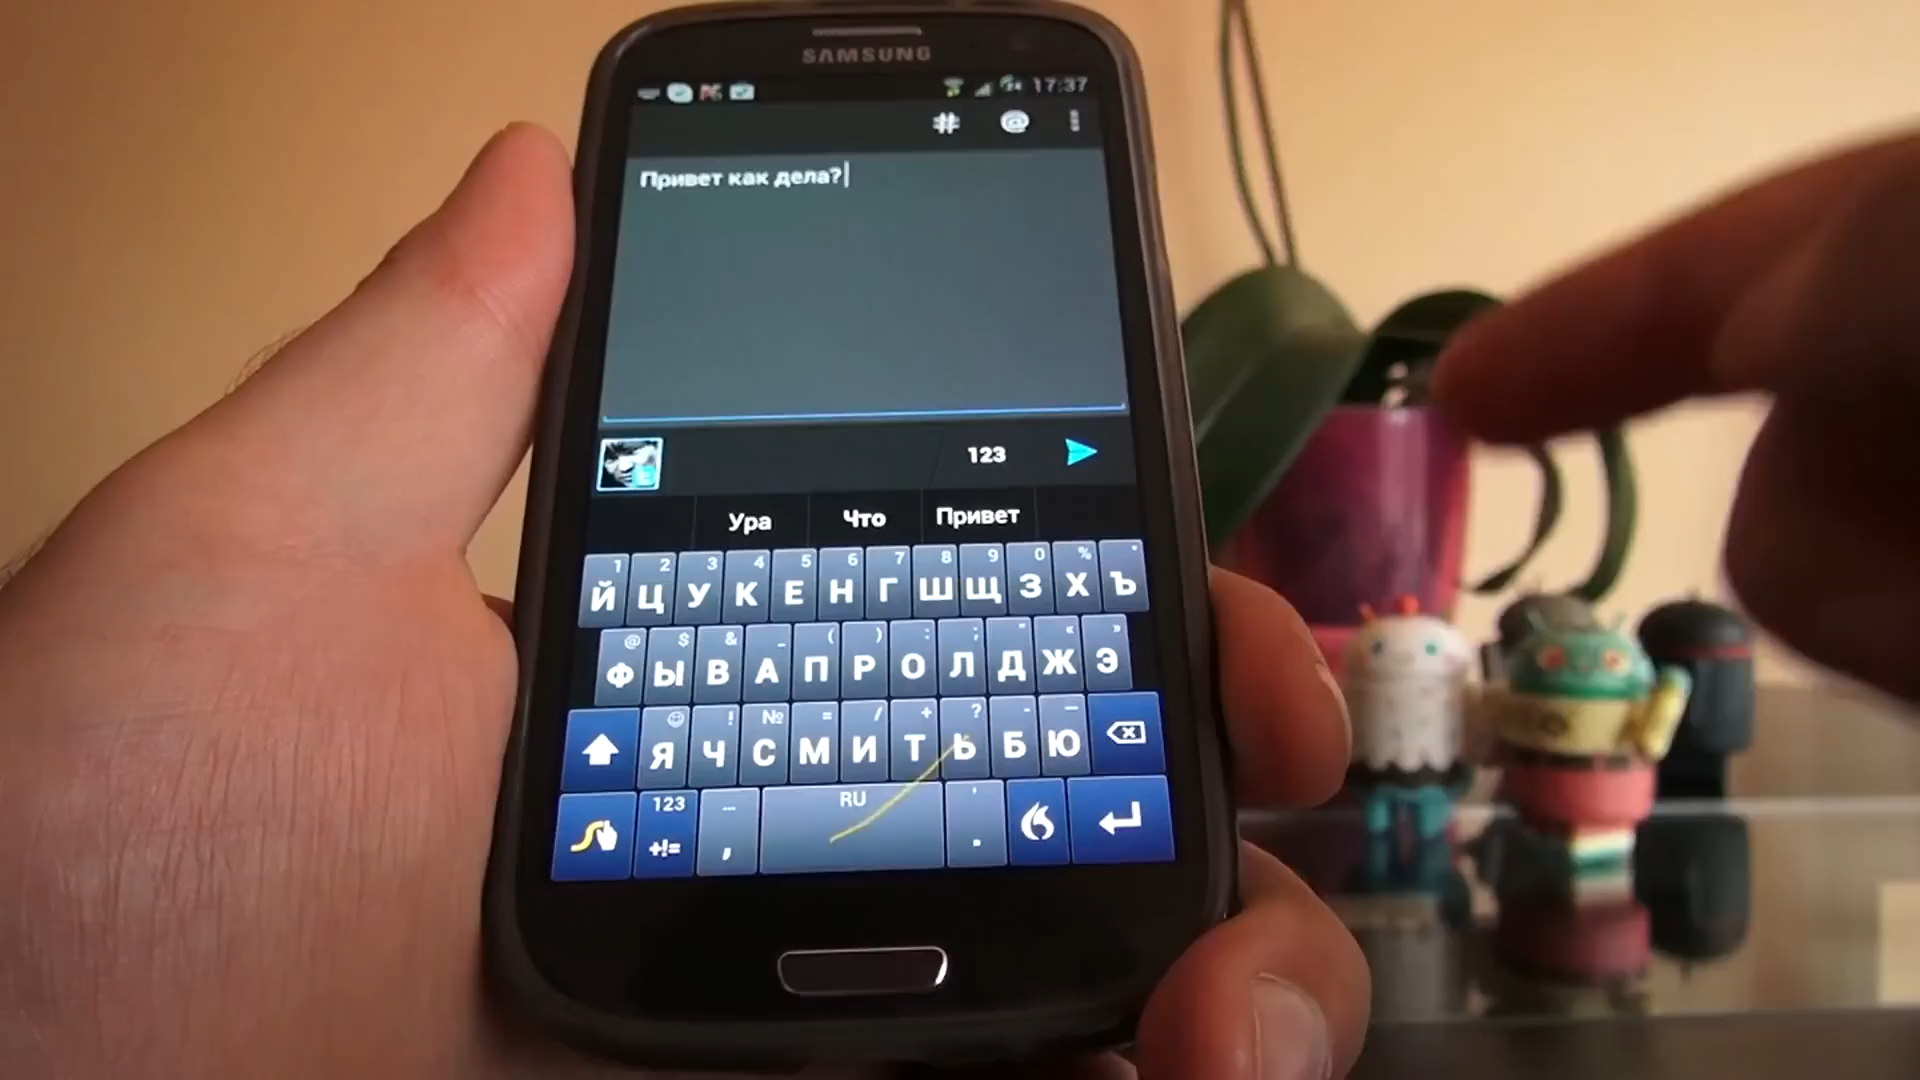 SAMSUNG
17:37
# @
Привет как дела?
123
Ура Что Привет
1 2 3 4 5 6 7 8 9 0 % "
Й Ц У К Е Н Г Ш Щ З Х Ъ
@ $ & _ ( ) : ; " « »
Ф Ы В А П Р О Л Д Ж Э
! № = / + ? - —
Я Ч С М И Т Ь Б Ю
123 ... RU '
+!= , .